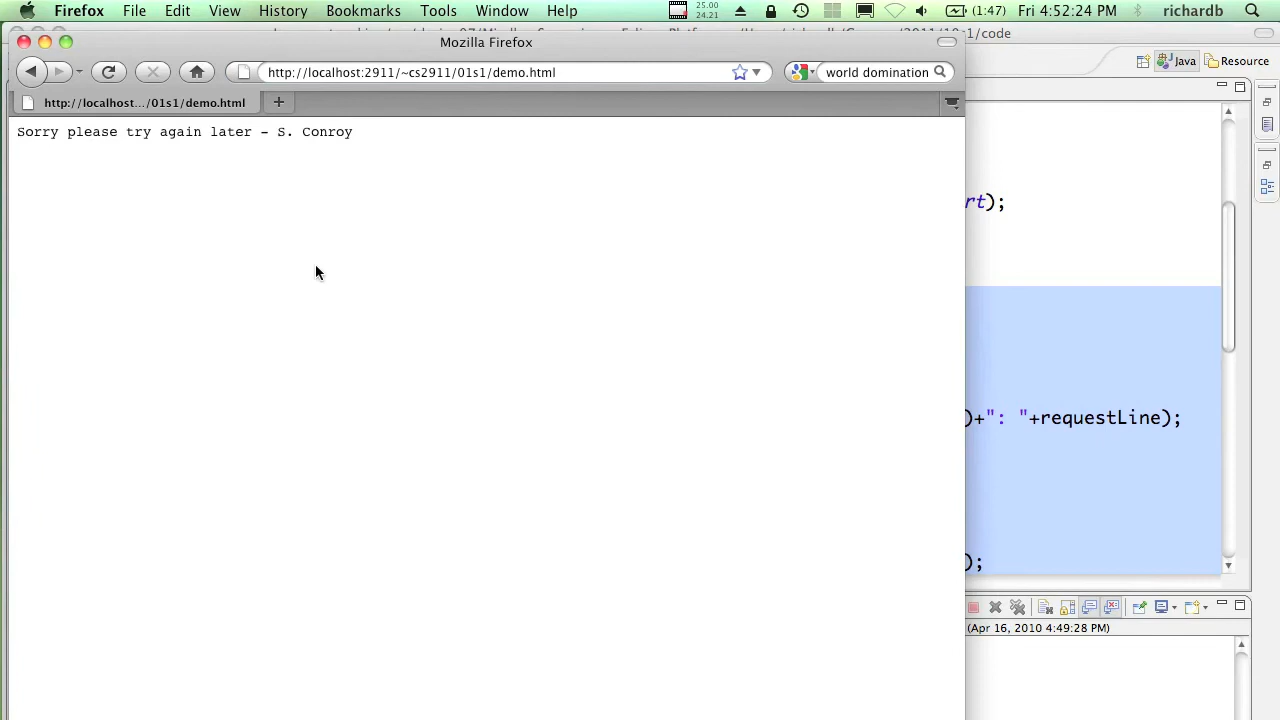 Firefox File Edit View History Bookmarks Tools Window Help 25.00 24.21 (1:47) Fri 4:52:24 PM richardb
Mozilla Firefox
http://localhost:2911/~cs2911/01s1/demo.html world domination
http://localhost.../01s1/demo.html
Sorry please try again later - S. Conroy
/code
Java Resource
rt);
)+": "+requestLine);
);
(Apr 16, 2010 4:49:28 PM)